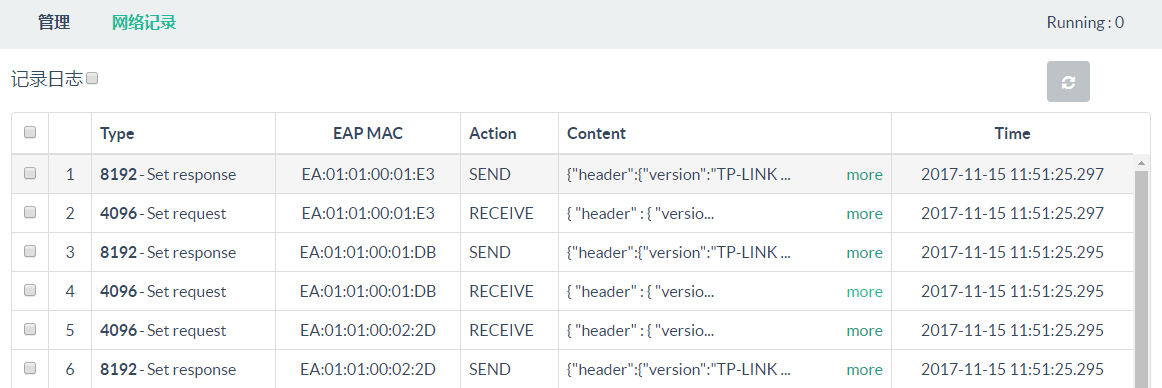 管理 网络记录 Running : 0
记录日志
Type EAP MAC Action Content Time
1 8192 - Set response EA:01:01:00:01:E3 SEND {"header":{"version":"TP-LINK ... more 2017-11-15 11:51:25.297
2 4096 - Set request EA:01:01:00:01:E3 RECEIVE { "header" : { "versio... more 2017-11-15 11:51:25.297
3 8192 - Set response EA:01:01:00:01:DB SEND {"header":{"version":"TP-LINK ... more 2017-11-15 11:51:25.295
4 4096 - Set request EA:01:01:00:01:DB RECEIVE { "header" : { "versio... more 2017-11-15 11:51:25.295
5 4096 - Set request EA:01:01:00:02:2D RECEIVE { "header" : { "versio... more 2017-11-15 11:51:25.295
6 8192 - Set response EA:01:01:00:02:2D SEND {"header":{"version":"TP-LINK ... more 2017-11-15 11:51:25.295